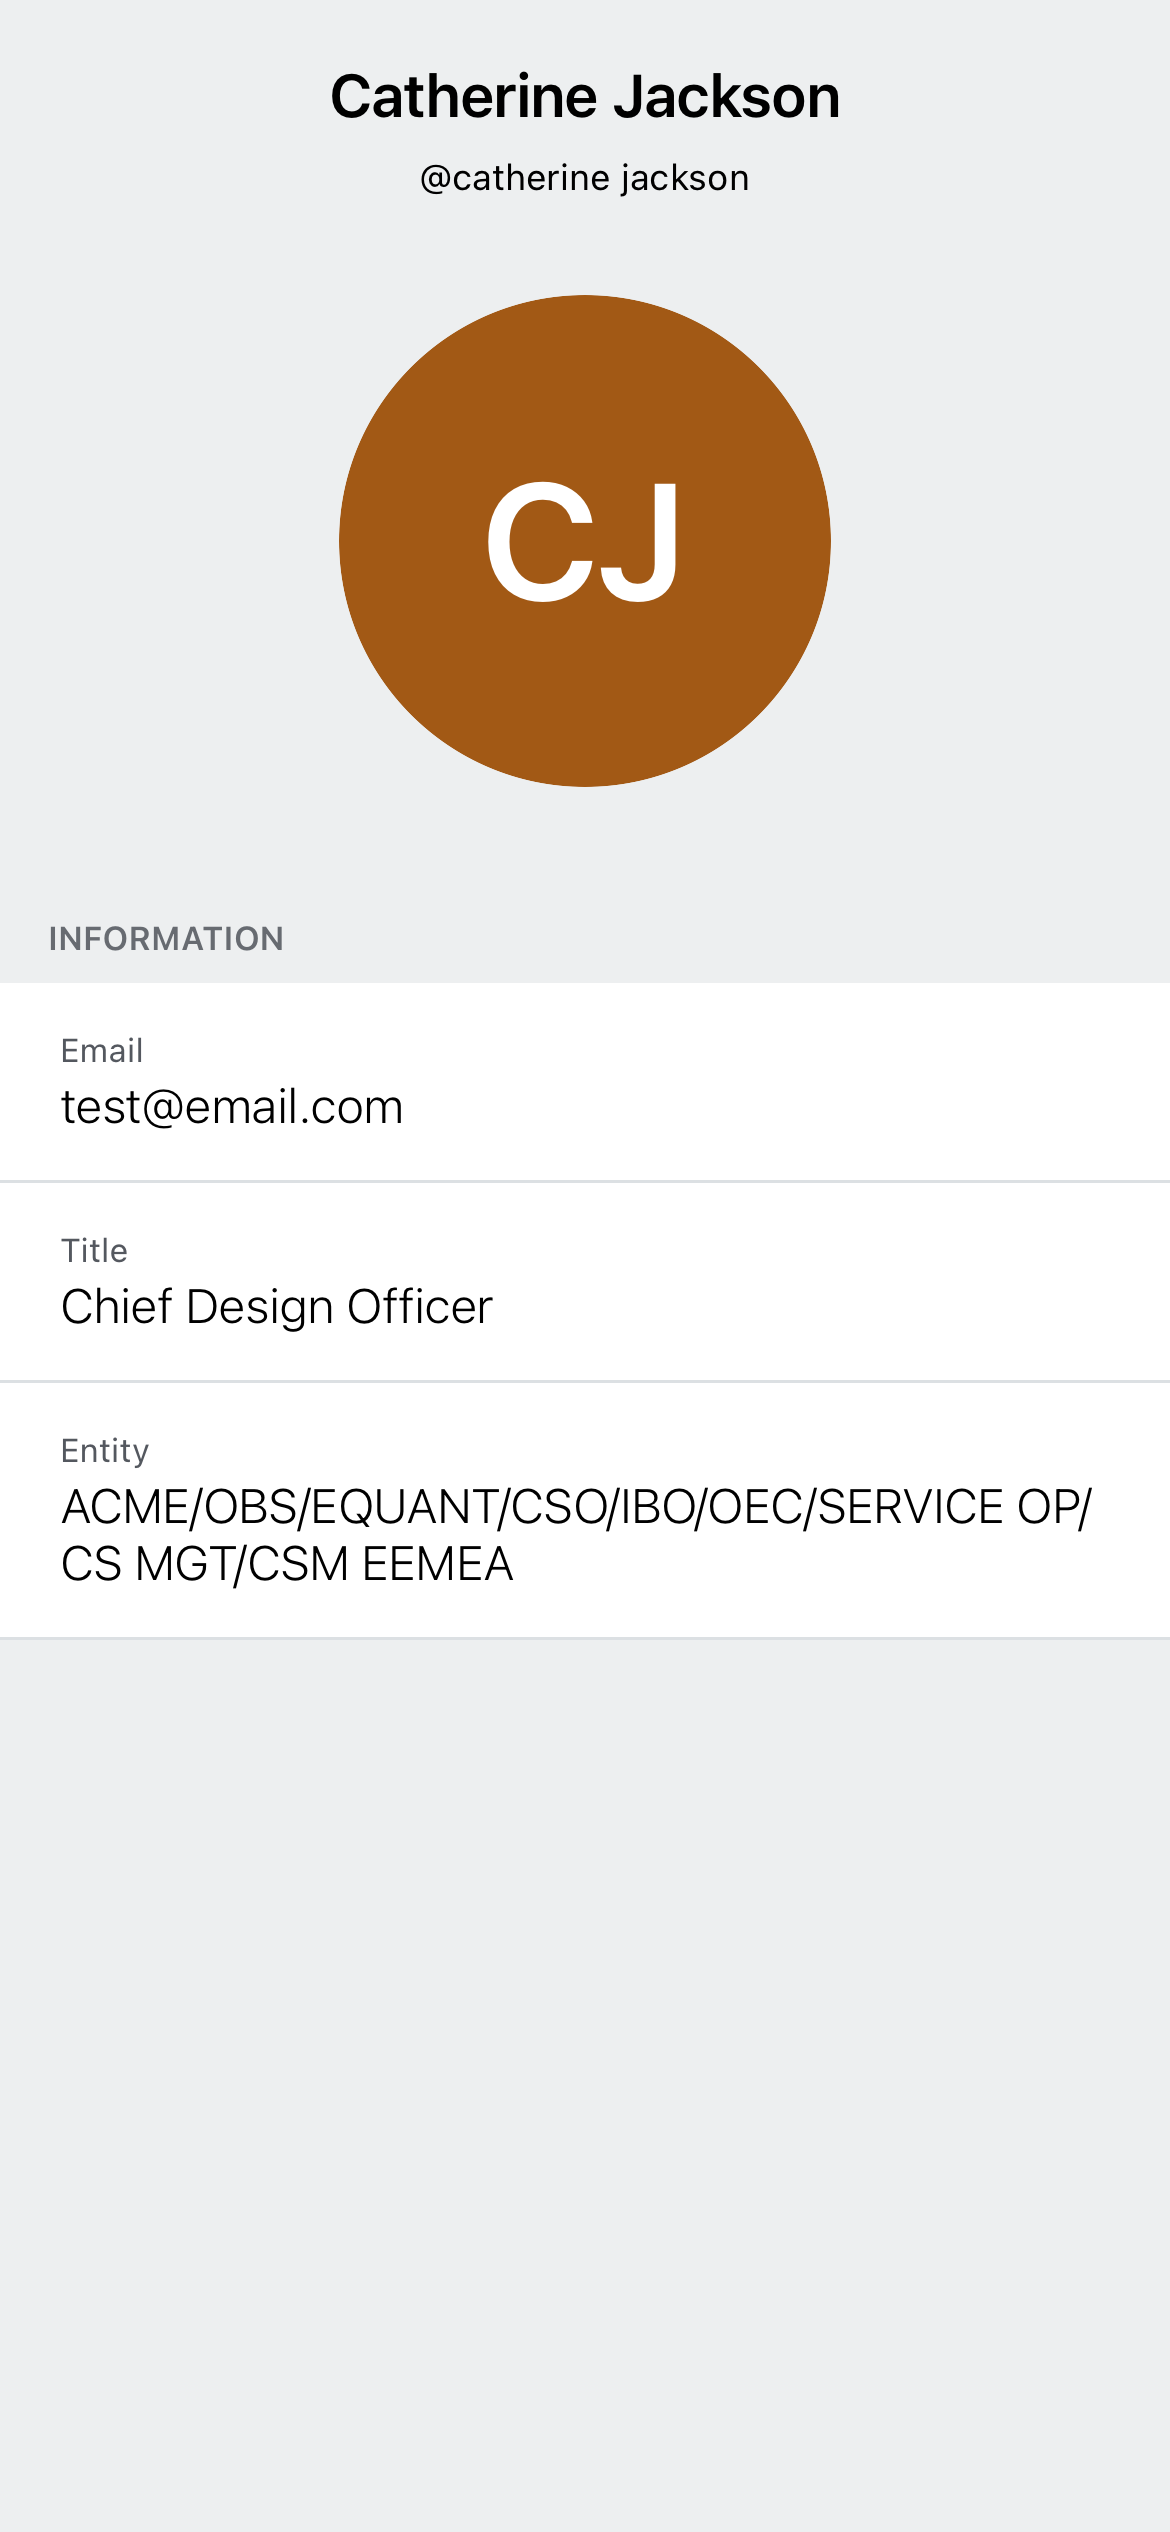 Catherine Jackson
@catherine jackson
CJ
INFORMATION
Email
test@email.com
Title
Chief Design Officer
Entity
ACME/OBS/EQUANT/CSO/IBO/OEC/SERVICE OP/
CS MGT/CSM EEMEA